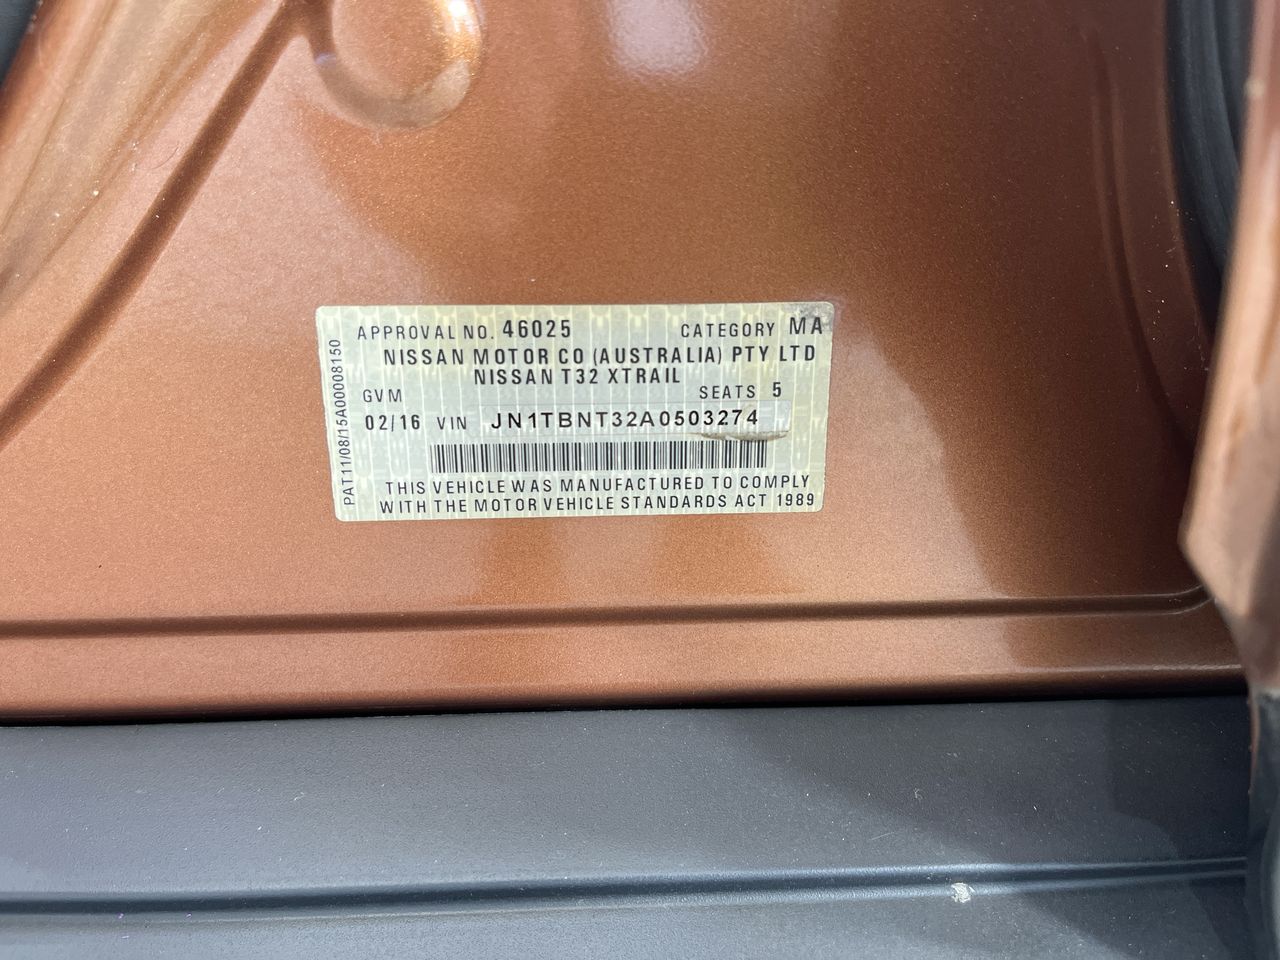 APPROVAL NO. 46025 CATEGORY MA
NISSAN MOTOR CO (AUSTRALIA) PTY LTD
NISSAN T32 XTRAIL
GVM SEATS 5
02/16 VIN JN1TBNT32A0503274
THIS VEHICLE WAS MANUFACTURED TO COMPLY
WITH THE MOTOR VEHICLE STANDARDS ACT 1989
PAT11/08/15A00008150